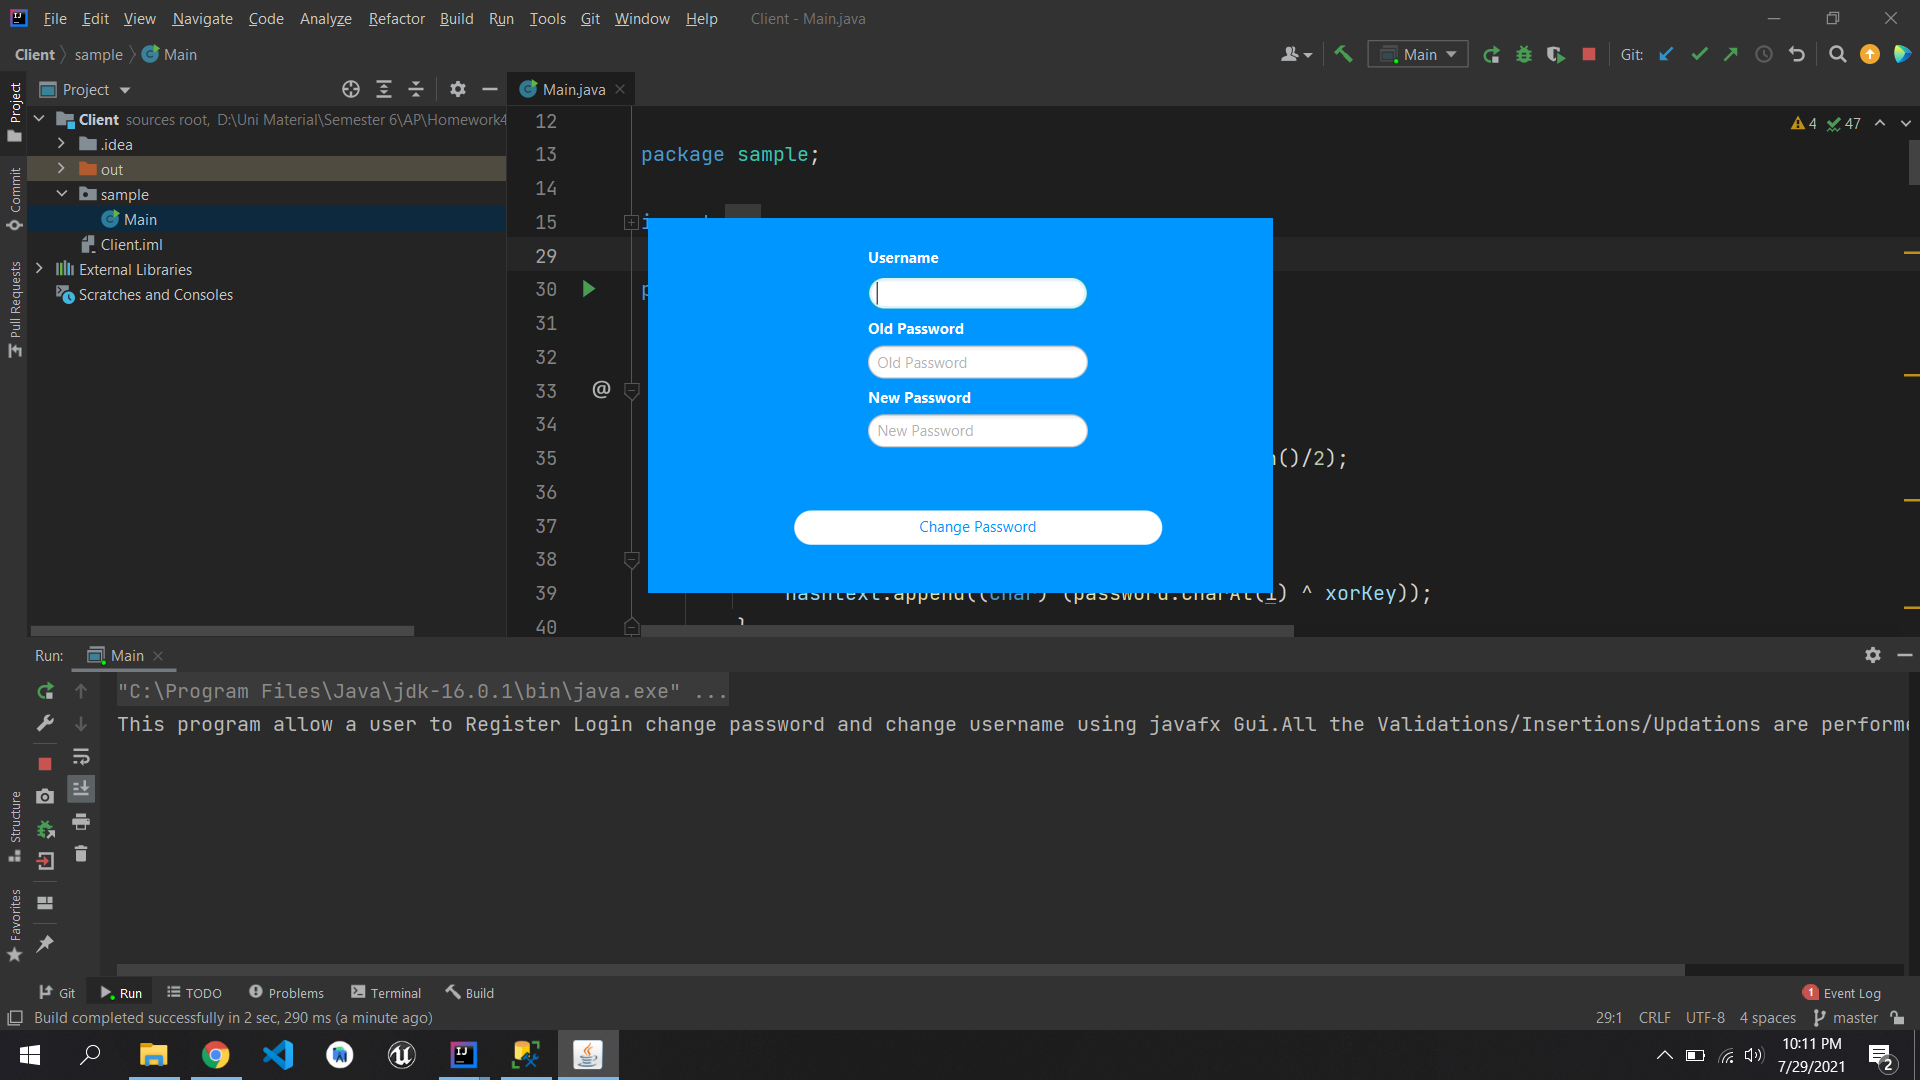 File Edit View Navigate Code Analyze Refactor Build Run Tools Git Window Help Client - Main.java
Client sample Main
Main Git:
Project
Main.java
Project
Commit
Pull Requests
Structure
Favorites
Client sources root, D:\Uni Material\Semester 6\AP\Homework4
.idea
out
sample
Main
Client.iml
External Libraries
Scratches and Consoles
4 47
12
13 package sample;
14
15
29
30
31
32
33 @
34
35 ()/2);
36
37
38
39 hashtext.append((char) (password.charAt(i) ^ xorKey));
40 }
Username
Old Password
Old Password
New Password
New Password
Change Password
Run: Main
"C:\Program Files\Java\jdk-16.0.1\bin\java.exe" ...
This program allow a user to Register Login change password and change username using javafx Gui.All the Validations/Insertions/Updations are performe
Git Run TODO Problems Terminal Build 1 Event Log
Build completed successfully in 2 sec, 290 ms (a minute ago) 29:1 CRLF UTF-8 4 spaces master
10:11 PM
7/29/2021
2